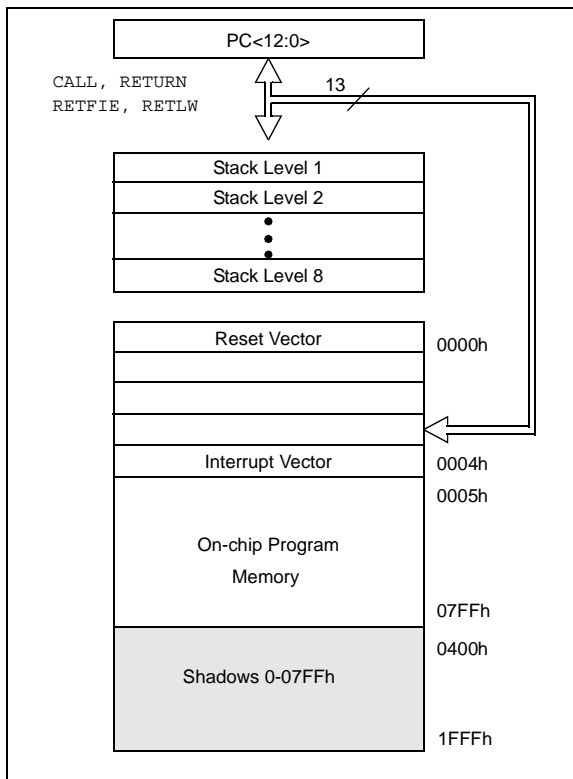 PC<12:0>
CALL, RETURN
RETFIE, RETLW
13
Stack Level 1
Stack Level 2
Stack Level 8
Reset Vector
0000h
Interrupt Vector
0004h
0005h
On-chip Program
Memory
07FFh
0400h
Shadows 0-07FFh
1FFFh